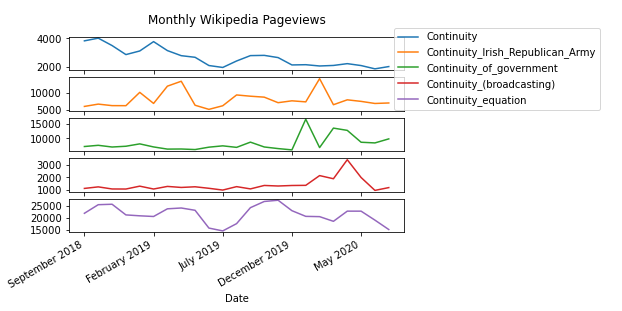 Monthly Wikipedia Pageviews
Continuity
Continuity_Irish_Republican_Army
Continuity_of_government
Continuity_(broadcasting)
Continuity_equation
4000
2000
10000
5000
15000
10000
3000
2000
1000
25000
20000
15000
September 2018
February 2019
July 2019
December 2019
May 2020
Date